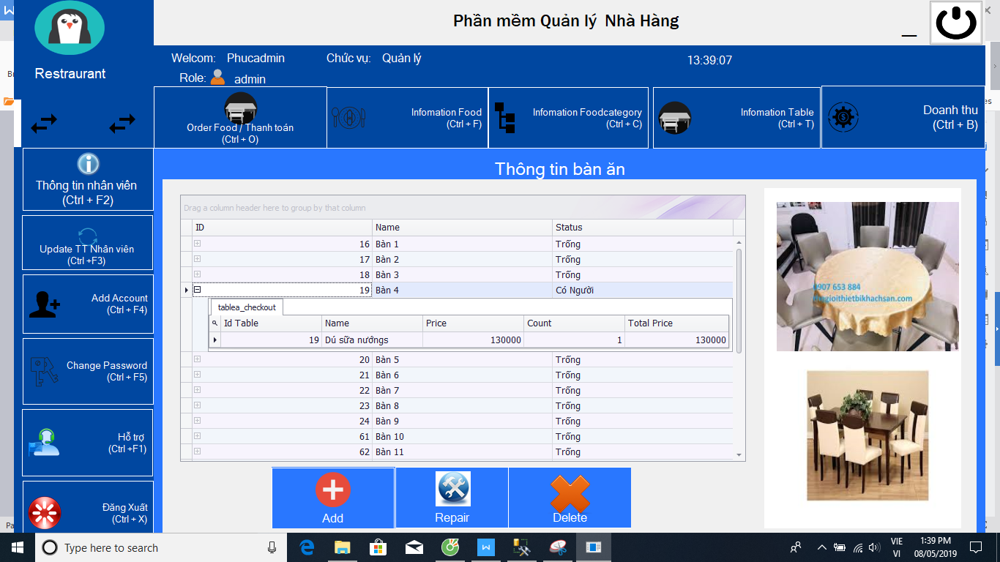 Phần mềm Quản lý  Nhà Hàng
Restraurant
Welcom: Phucadmin Chức vụ: Quản lý 13:39:07
Role: admin
Order Food / Thanh toán
(Ctrl + O)
Infomation Food
(Ctrl + F)
Infomation Foodcategory
(Ctrl + C)
Infomation Table
(Ctrl + T)
Doanh thu
(Ctrl + B)
Thông tin nhân viên
(Ctrl + F2)
Update TT Nhân viên
(Ctrl +F3)
Add Account
(Ctrl + F4)
Change Password
(Ctrl + F5)
Hỗ trợ
(Ctrl +F1)
Đăng Xuất
(Ctrl + X)
Thông tin bàn ăn
Drag a column header here to group by that column
ID Name Status
16 Bàn 1 Trống
17 Bàn 2 Trống
18 Bàn 3 Trống
19 Bàn 4 Có Người
tablea_checkout
Id Table Name Price Count Total Price
19 Dú sữa nướngs 130000 1 130000
20 Bàn 5 Trống
21 Bàn 6 Trống
22 Bàn 7 Trống
23 Bàn 8 Trống
24 Bàn 9 Trống
61 Bàn 10 Trống
62 Bàn 11 Trống
0907 653 884
thegioithietbikhachsan.com
Add Repair Delete
Type here to search
VIE
VI
1:39 PM
08/05/2019